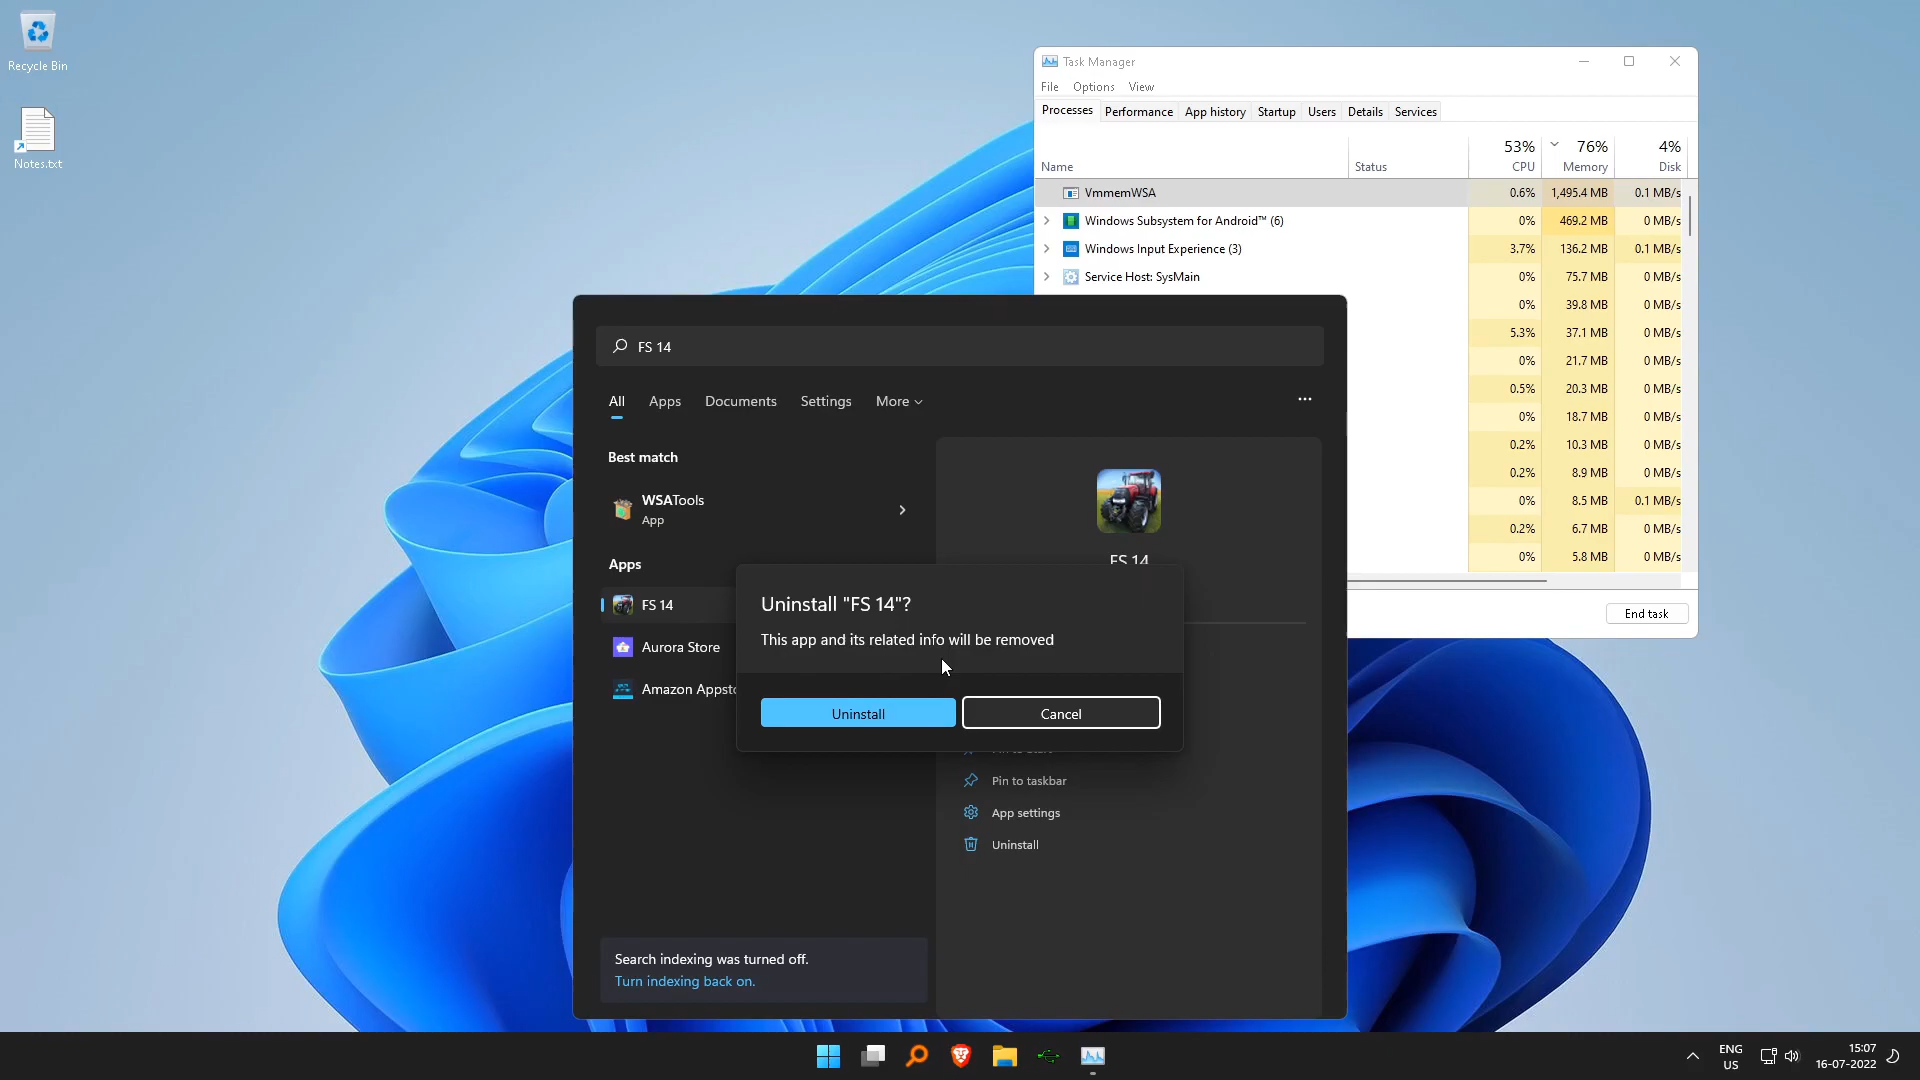 Recycle Bin
Notes.txt
Task Manager
File Options View
Processes Performance App history Startup Users Details Services
53% 76% 4%
Name Status CPU Memory Disk
VmmemWSA 0.6% 1,495.4 MB 0.1 MB/s
Windows Subsystem for Android™ (6) 0% 469.2 MB 0 MB/s
Windows Input Experience (3) 3.7% 136.2 MB 0.1 MB/s
Service Host: SysMain 0% 75.7 MB 0 MB/s
0% 39.8 MB 0 MB/s
5.3% 37.1 MB 0 MB/s
0% 21.7 MB 0 MB/s
0.5% 20.3 MB 0 MB/s
0% 18.7 MB 0 MB/s
0.2% 10.3 MB 0 MB/s
0.2% 8.9 MB 0 MB/s
0% 8.5 MB 0.1 MB/s
0.2% 6.7 MB 0 MB/s
0% 5.8 MB 0 MB/s
End task
FS 14
All Apps Documents Settings More
Best match
WSATools
App
Apps
FS 14
Aurora Store
Amazon Appsto
FS 14
Uninstall "FS 14"?
This app and its related info will be removed
Uninstall Cancel
Pin to Start
Pin to taskbar
App settings
Uninstall
Search indexing was turned off.
Turn indexing back on.
ENG
US
15:07
16-07-2022